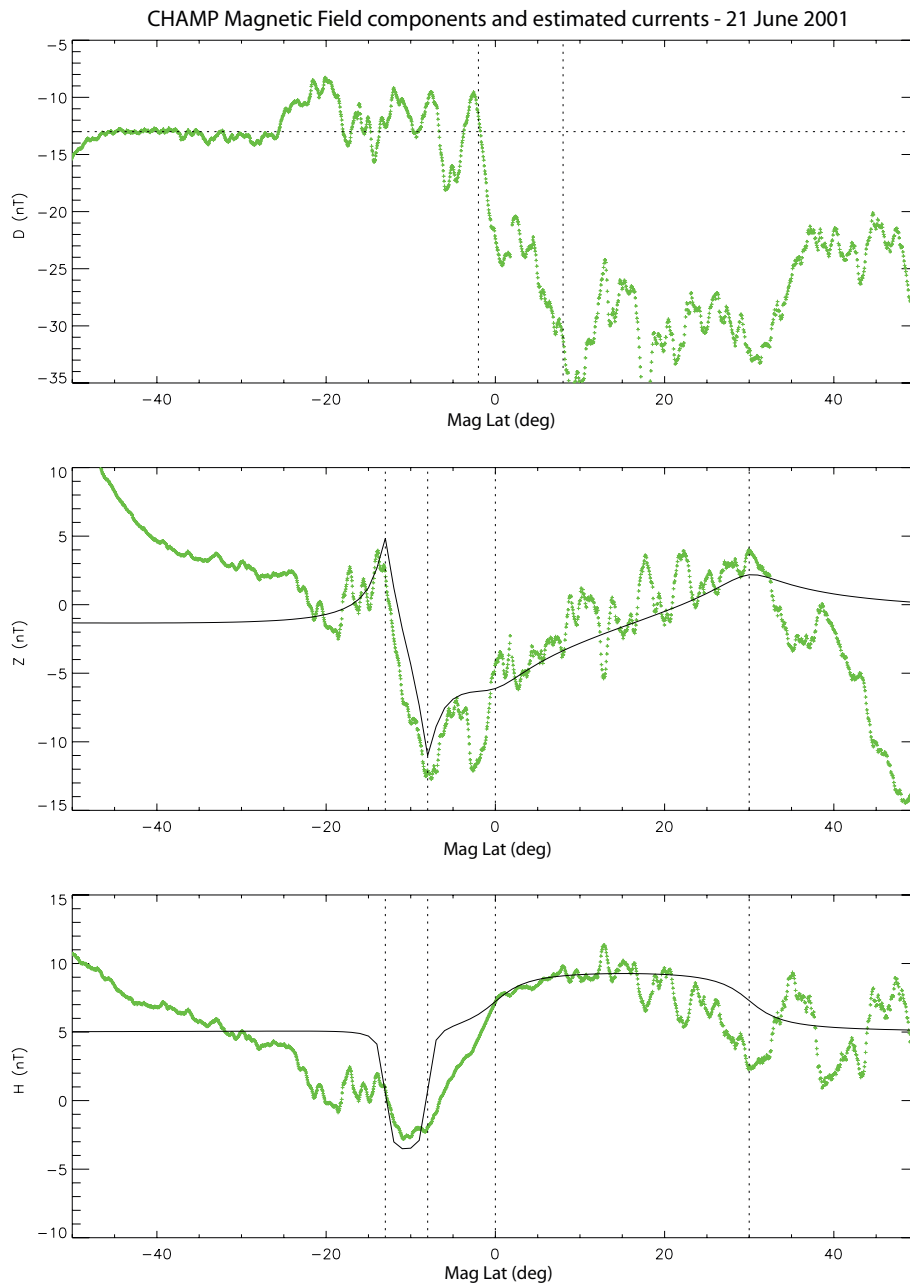 CHAMP Magnetic Field components and estimated currents - 21 June 2001
−5
−10
−15
−20
−25
−30
−35
D (nT)
−40 −20 0 20 40
Mag Lat (deg)
10
5
0
−5
−10
−15
Z (nT)
−40 −20 0 20 40
Mag Lat (deg)
15
10
5
0
−5
−10
H (nT)
−40 −20 0 20 40
Mag Lat (deg)